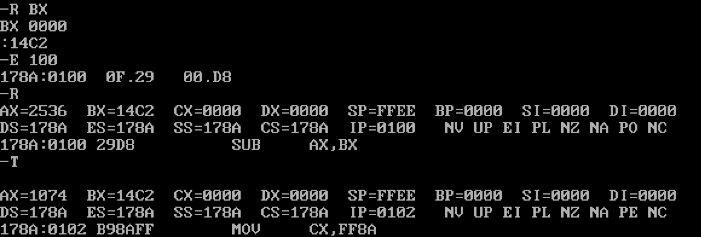 -R BX
BX 0000
:14C2
-E 100
178A:0100  0F.29   00.D8
-R
AX=2536  BX=14C2  CX=0000  DX=0000  SP=FFEE  BP=0000  SI=0000  DI=0000
DS=178A  ES=178A  SS=178A  CS=178A  IP=0100   NV UP EI PL NZ NA PO NC
178A:0100 29D8          SUB     AX,BX
-T
AX=1074  BX=14C2  CX=0000  DX=0000  SP=FFEE  BP=0000  SI=0000  DI=0000
DS=178A  ES=178A  SS=178A  CS=178A  IP=0102   NV UP EI PL NZ NA PE NC
178A:0102 B98AFF        MOV     CX,FF8A